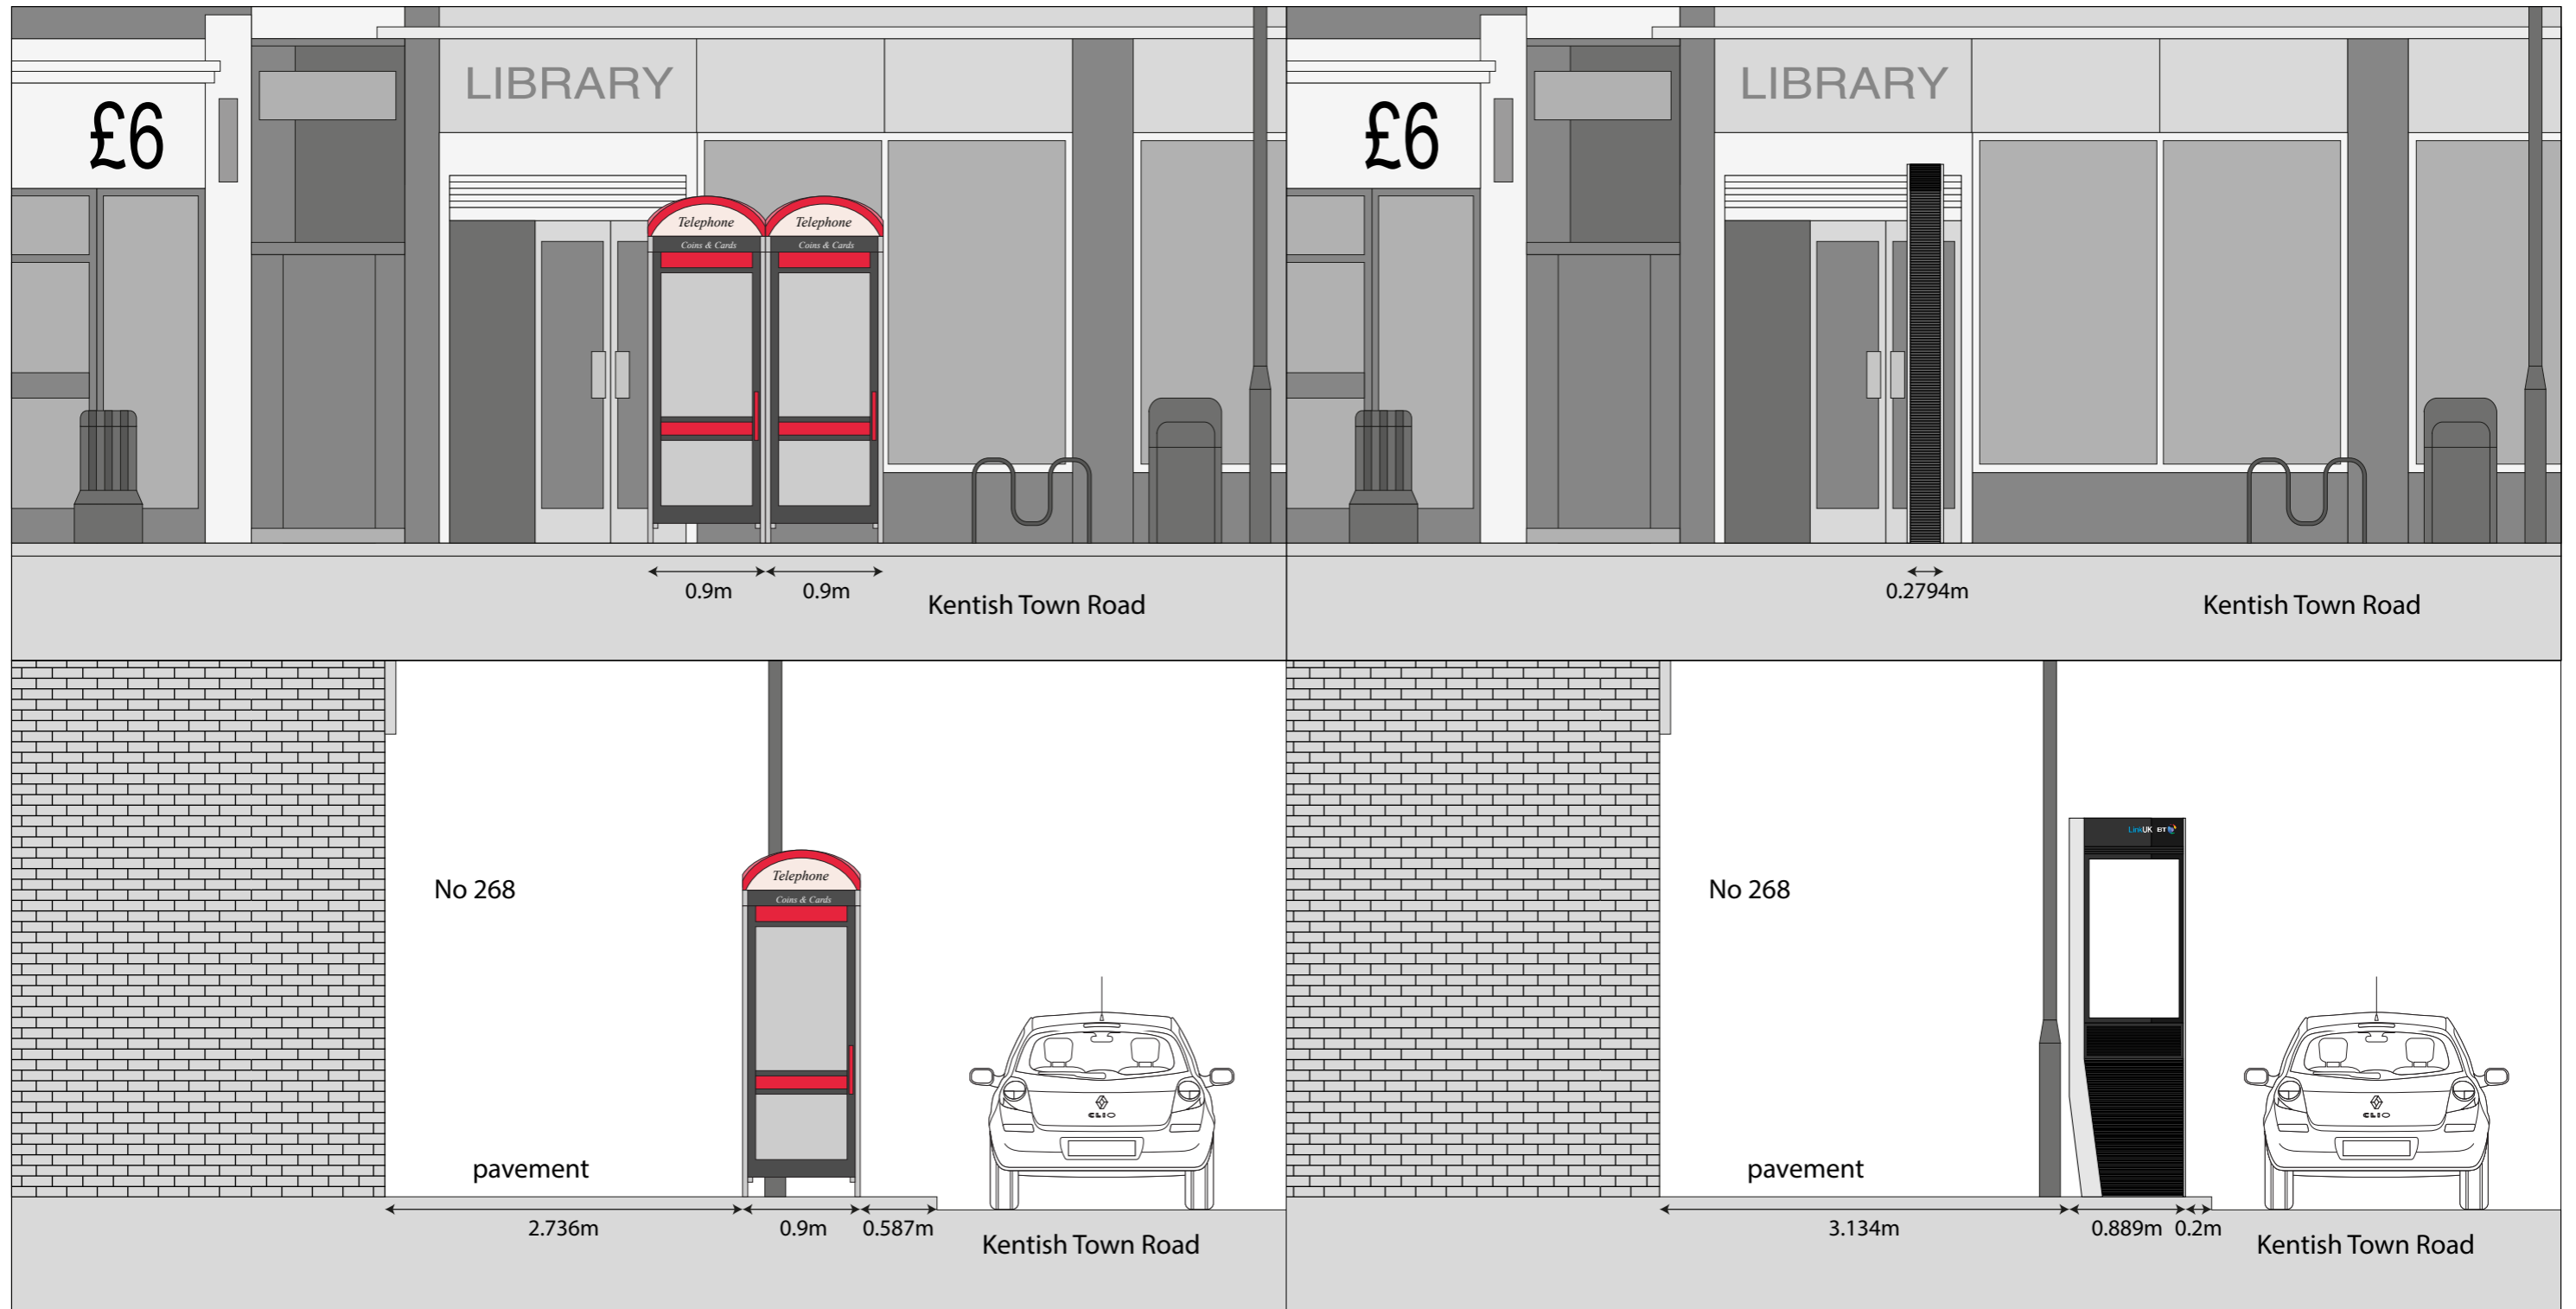 LIBRARY
£6
Telephone
Telephone
Coins & Cards
Coins & Cards
0.9m
0.9m
Kentish Town Road
LIBRARY
£6
0.2794m
Kentish Town Road
Telephone
Coins & Cards
No 268
CLIO
pavement
2.736m
0.9m
0.587m
Kentish Town Road
LinkUK BT
No 268
CLIO
pavement
3.134m
0.889m
0.2m
Kentish Town Road